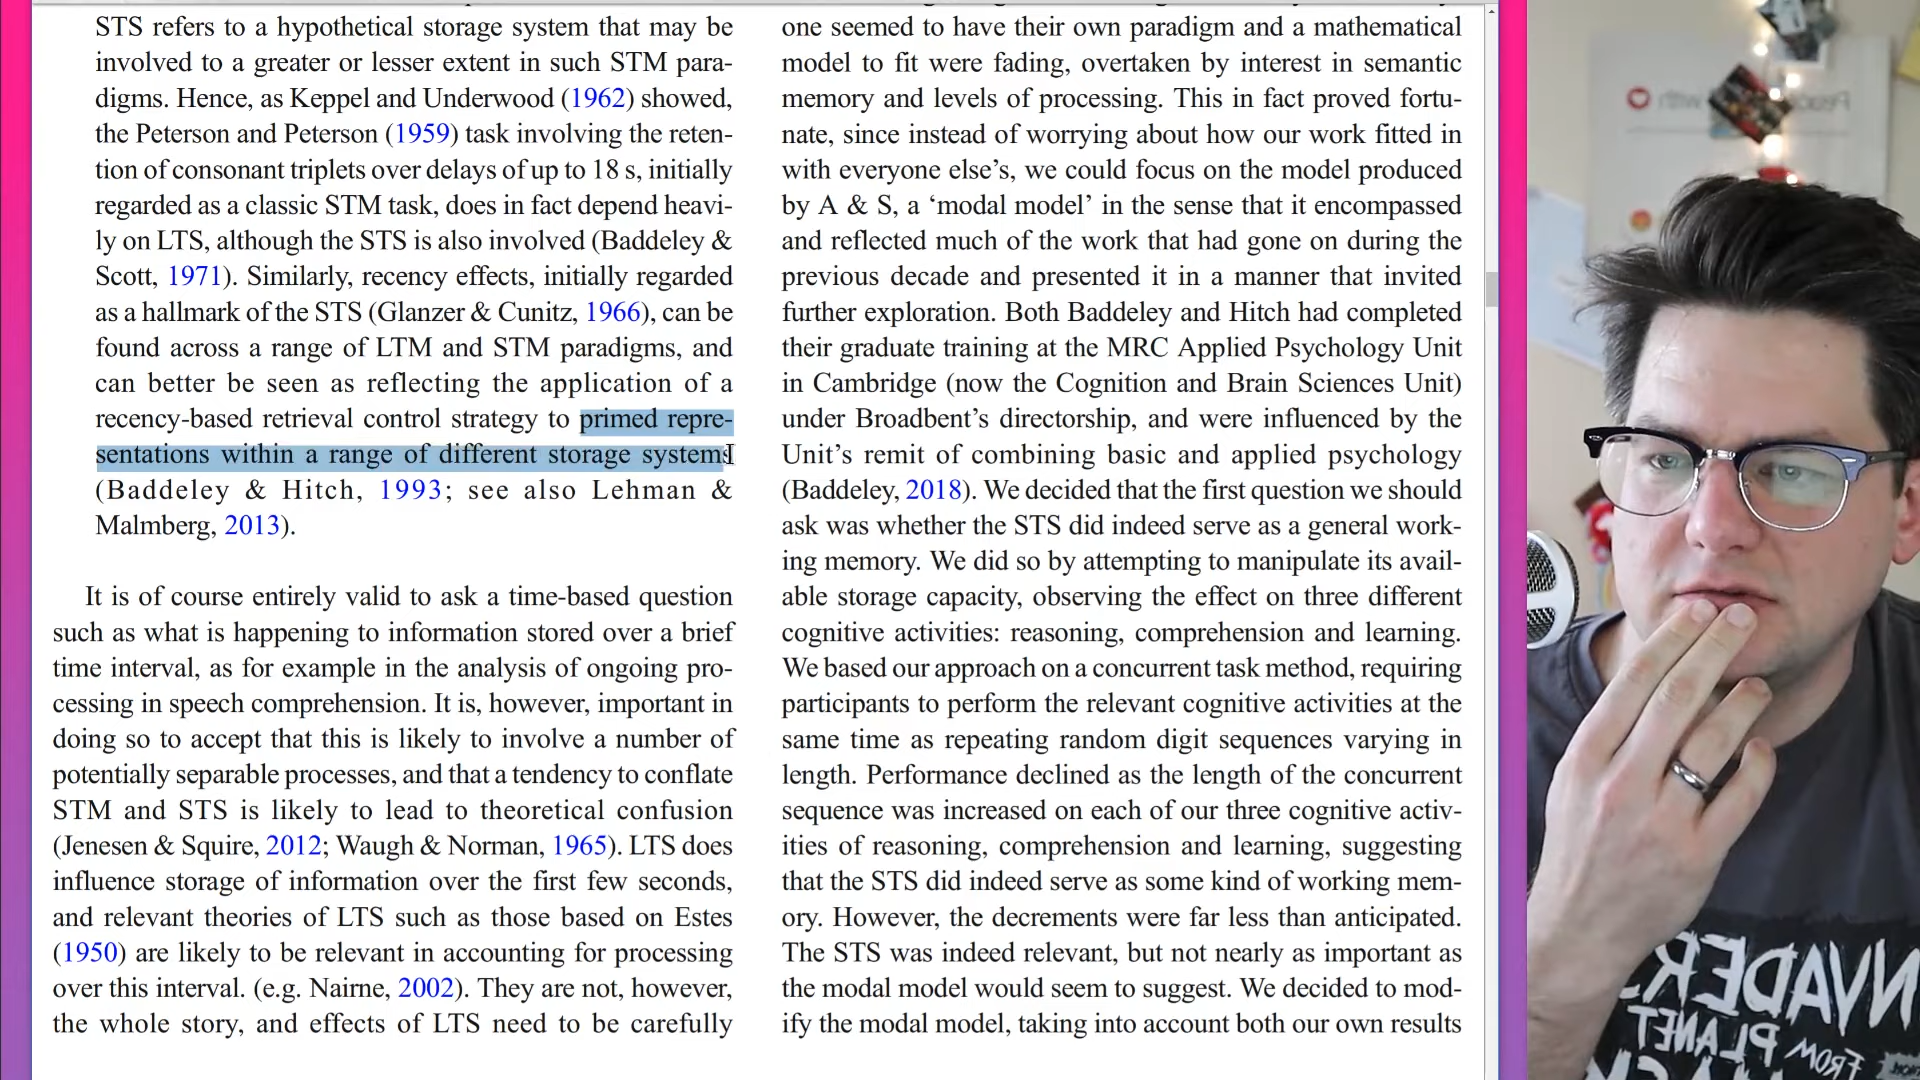 STS refers to a hypothetical storage system that may be
involved to a greater or lesser extent in such STM para-
digms. Hence, as Keppel and Underwood (1962) showed,
the Peterson and Peterson (1959) task involving the reten-
tion of consonant triplets over delays of up to 18 s, initially
regarded as a classic STM task, does in fact depend heavi-
ly on LTS, although the STS is also involved (Baddeley &
Scott, 1971). Similarly, recency effects, initially regarded
as a hallmark of the STS (Glanzer & Cunitz, 1966), can be
found across a range of LTM and STM paradigms, and
can better be seen as reflecting the application of a
recency-based retrieval control strategy to primed repre-
sentations within a range of different storage systems
(Baddeley & Hitch, 1993; see also Lehman &
Malmberg, 2013).
It is of course entirely valid to ask a time-based question
such as what is happening to information stored over a brief
time interval, as for example in the analysis of ongoing pro-
cessing in speech comprehension. It is, however, important in
doing so to accept that this is likely to involve a number of
potentially separable processes, and that a tendency to conflate
STM and STS is likely to lead to theoretical confusion
(Jenesen & Squire, 2012; Waugh & Norman, 1965). LTS does
influence storage of information over the first few seconds,
and relevant theories of LTS such as those based on Estes
(1950) are likely to be relevant in accounting for processing
over this interval. (e.g. Nairne, 2002). They are not, however,
the whole story, and effects of LTS need to be carefully
one seemed to have their own paradigm and a mathematical
model to fit were fading, overtaken by interest in semantic
memory and levels of processing. This in fact proved fortu-
nate, since instead of worrying about how our work fitted in
with everyone else’s, we could focus on the model produced
by A & S, a ‘modal model’ in the sense that it encompassed
and reflected much of the work that had gone on during the
previous decade and presented it in a manner that invited
further exploration. Both Baddeley and Hitch had completed
their graduate training at the MRC Applied Psychology Unit
in Cambridge (now the Cognition and Brain Sciences Unit)
under Broadbent’s directorship, and were influenced by the
Unit’s remit of combining basic and applied psychology
(Baddeley, 2018). We decided that the first question we should
ask was whether the STS did indeed serve as a general work-
ing memory. We did so by attempting to manipulate its avail-
able storage capacity, observing the effect on three different
cognitive activities: reasoning, comprehension and learning.
We based our approach on a concurrent task method, requiring
participants to perform the relevant cognitive activities at the
same time as repeating random digit sequences varying in
length. Performance declined as the length of the concurrent
sequence was increased on each of our three cognitive activ-
ities of reasoning, comprehension and learning, suggesting
that the STS did indeed serve as some kind of working mem-
ory. However, the decrements were far less than anticipated.
The STS was indeed relevant, but not nearly as important as
the modal model would seem to suggest. We decided to mod-
ify the modal model, taking into account both our own results
NVADER
FROM
PLANET